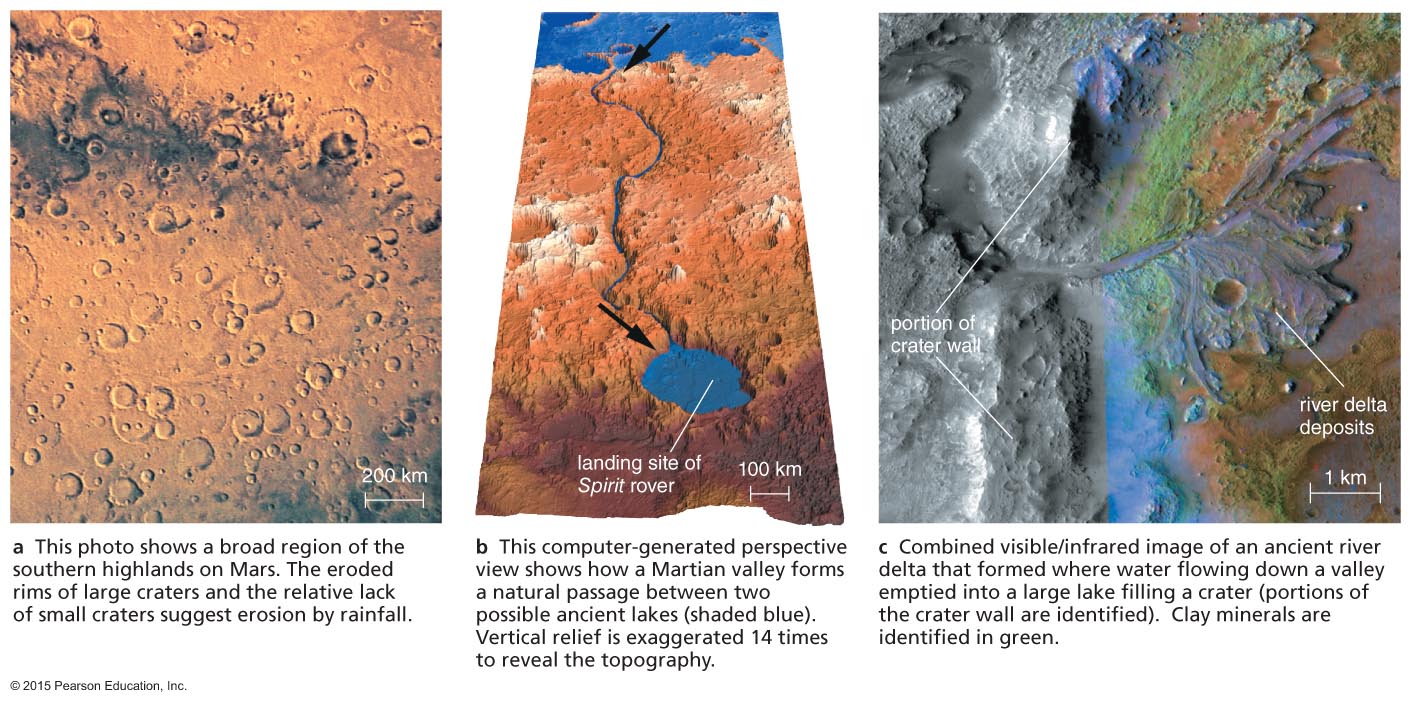 200 km
landing site of
Spirit rover
100 km
portion of
crater wall
river delta
deposits
1 km
a This photo shows a broad region of the
southern highlands on Mars. The eroded
rims of large craters and the relative lack
of small craters suggest erosion by rainfall.
b This computer-generated perspective
view shows how a Martian valley forms
a natural passage between two
possible ancient lakes (shaded blue).
Vertical relief is exaggerated 14 times
to reveal the topography.
c Combined visible/infrared image of an ancient river
delta that formed where water flowing down a valley
emptied into a large lake filling a crater (portions of
the crater wall are identified). Clay minerals are
identified in green.
© 2015 Pearson Education, Inc.